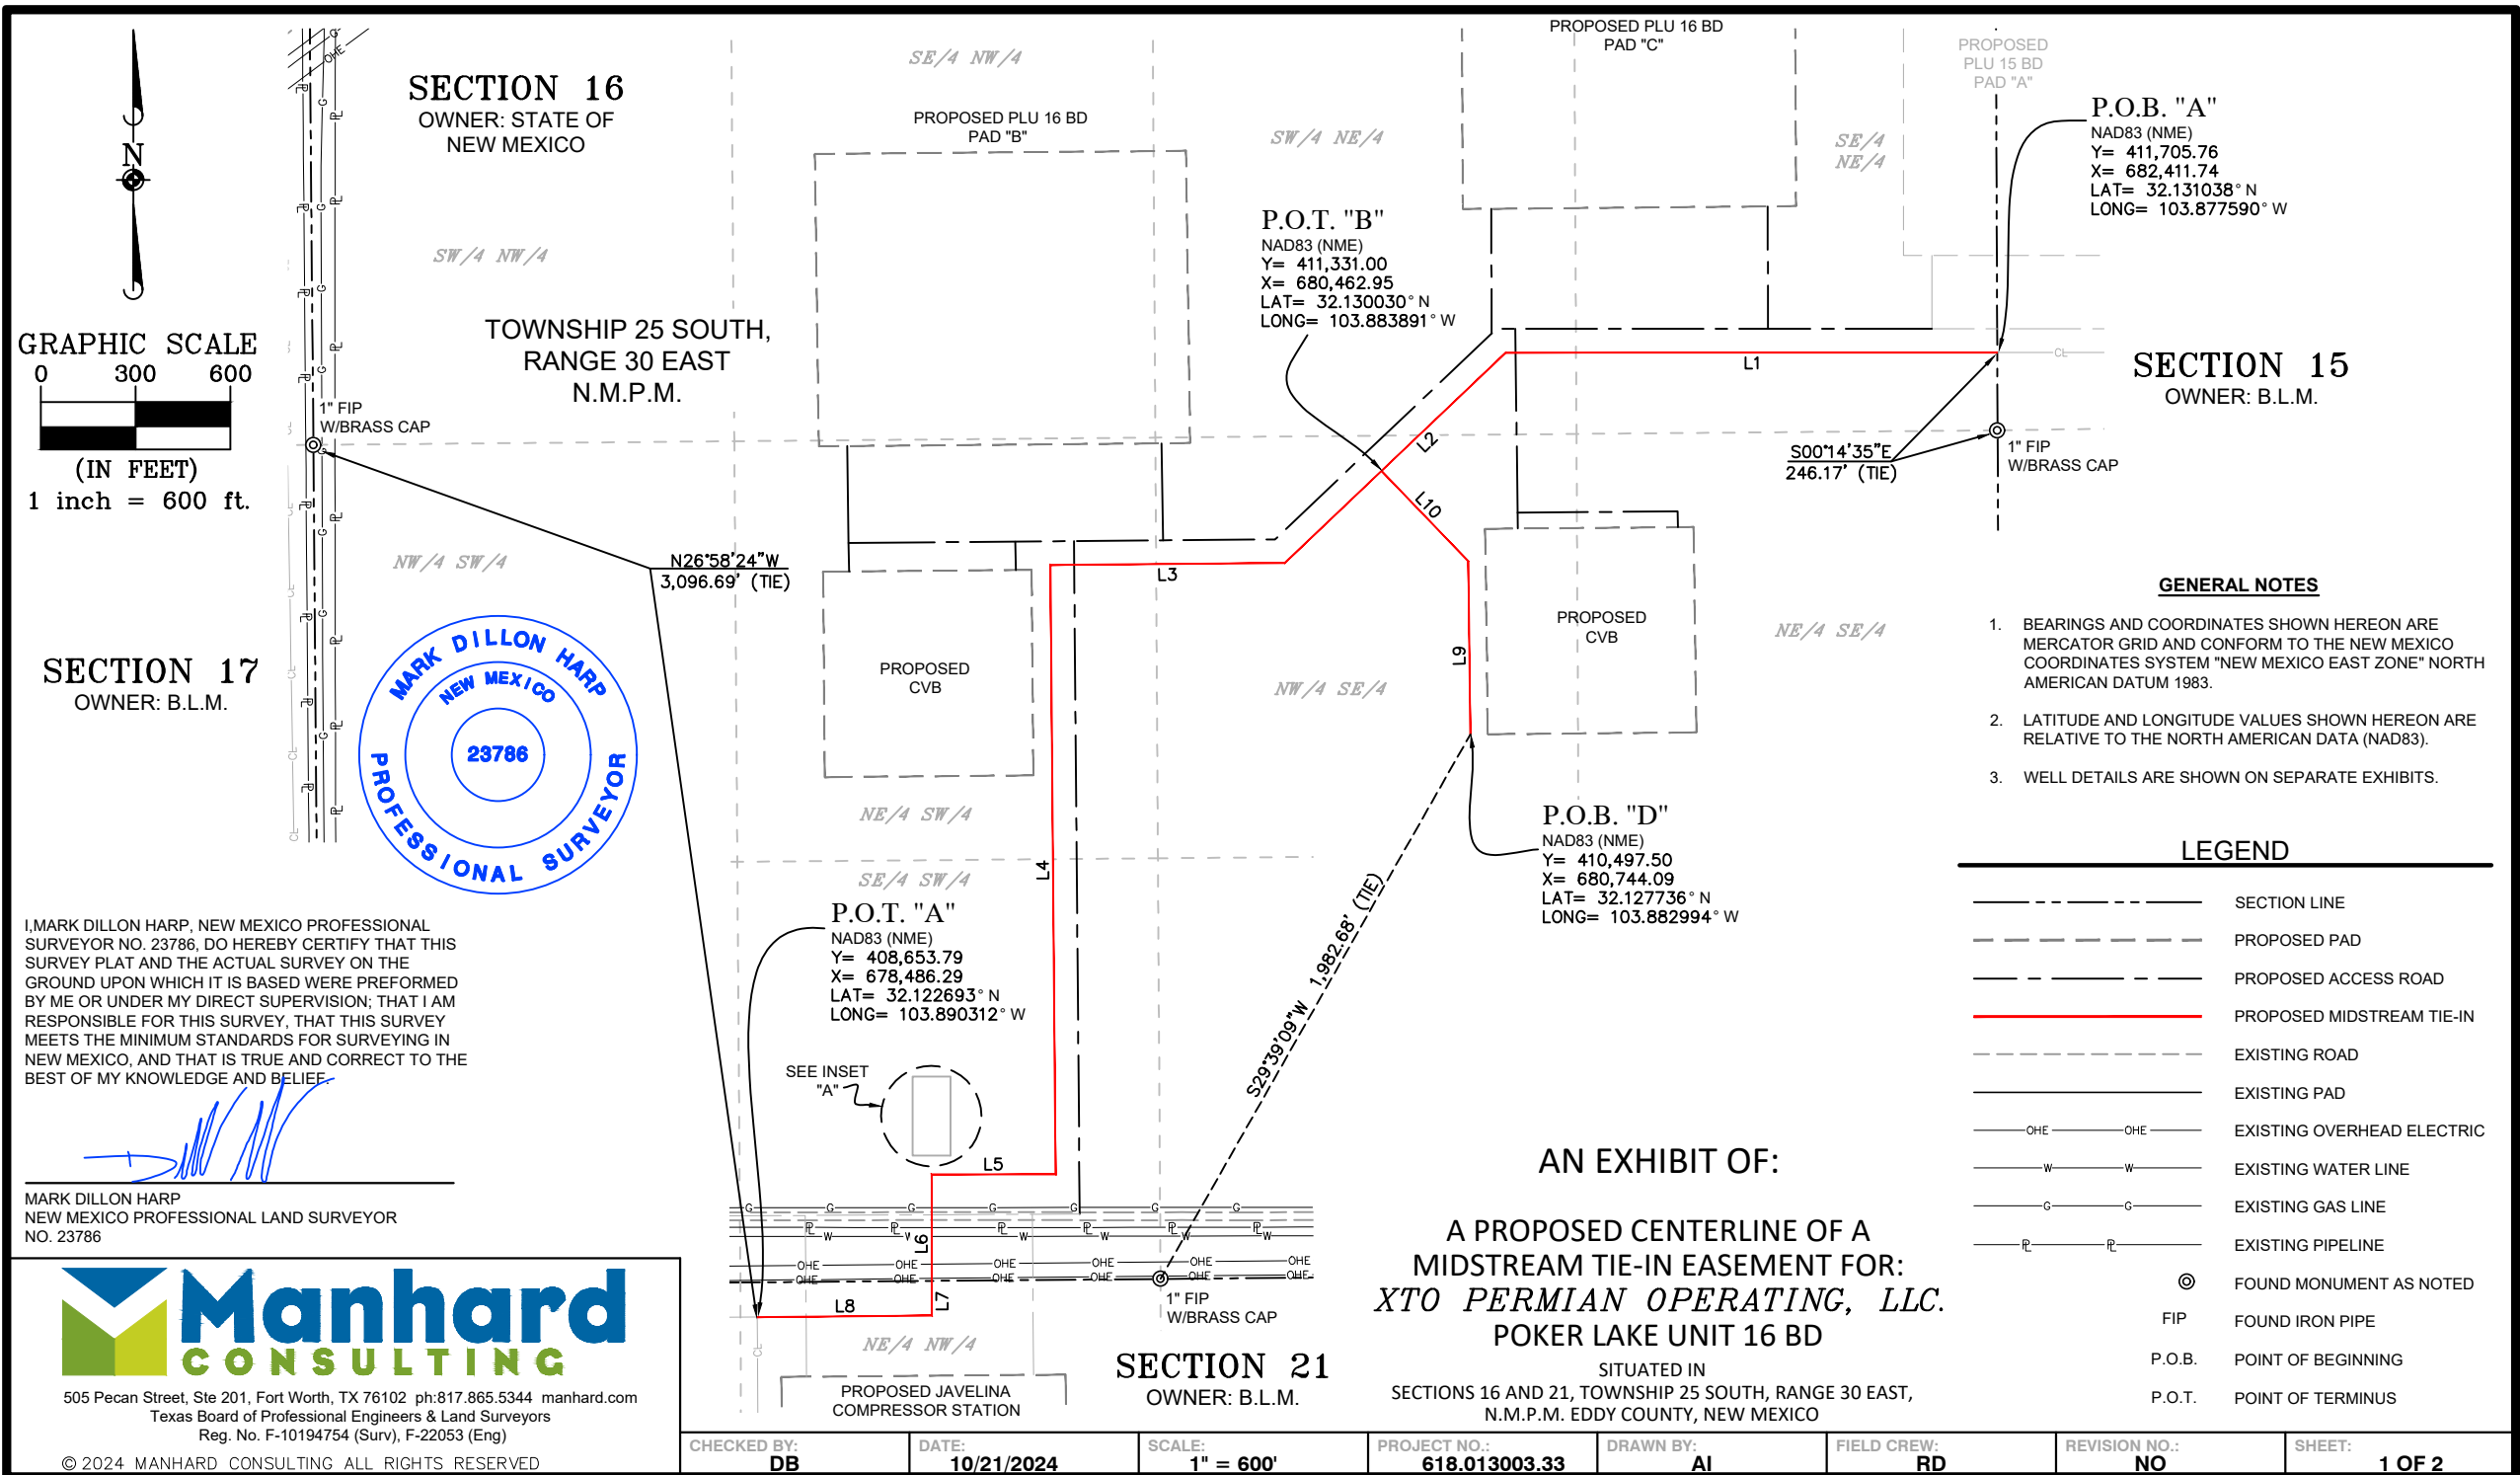 SECTION 16
OWNER: STATE OF
NEW MEXICO
SE/4 NW/4
PROPOSED PLU 16 BD
PAD "B"
PROPOSED PLU 16 BD
PAD "C"
PROPOSED
PLU 15 BD
PAD "A"
SW/4 NE/4
SE/4
NE/4
P.O.B. "A"
NAD83 (NME)
Y= 411,705.76
X= 682,411.74
LAT= 32.131038° N
LONG= 103.877590° W
N
SW/4 NW/4
P.O.T. "B"
NAD83 (NME)
Y= 411,331.00
X= 680,462.95
LAT= 32.130030° N
LONG= 103.883891° W
GRAPHIC SCALE
0 300 600
(IN FEET)
1 inch = 600 ft.
TOWNSHIP 25 SOUTH,
RANGE 30 EAST
N.M.P.M.
1" FIP
W/BRASS CAP
L1
CL
SECTION 15
OWNER: B.L.M.
L2
S00°14'35"E
246.17' (TIE)
1" FIP
W/BRASS CAP
L10
NW/4 SW/4
N26°58'24"W
3,096.69' (TIE)
L3
SECTION 17
OWNER: B.L.M.
MARK DILLON HARP
NEW MEXICO
23786
PROFESSIONAL SURVEYOR
PROPOSED
CVB
PROPOSED
CVB
L9
NW/4 SE/4
NE/4 SE/4
GENERAL NOTES
1. BEARINGS AND COORDINATES SHOWN HEREON ARE
MERCATOR GRID AND CONFORM TO THE NEW MEXICO
COORDINATES SYSTEM "NEW MEXICO EAST ZONE" NORTH
AMERICAN DATUM 1983.
2. LATITUDE AND LONGITUDE VALUES SHOWN HEREON ARE
RELATIVE TO THE NORTH AMERICAN DATA (NAD83).
3. WELL DETAILS ARE SHOWN ON SEPARATE EXHIBITS.
NE/4 SW/4
SE/4 SW/4
L4
P.O.B. "D"
NAD83 (NME)
Y= 410,497.50
X= 680,744.09
LAT= 32.127736° N
LONG= 103.882994° W
P.O.T. "A"
NAD83 (NME)
Y= 408,653.79
X= 678,486.29
LAT= 32.122693° N
LONG= 103.890312° W
S29°39'09"W 1,982.68' (TIE)
SEE INSET
"A"
L5
L6
L7
L8
G G G G G G G
PL PL PL PL PL PL
W W W W W W
OHE OHE OHE OHE OHE OHE
OHE OHE OHE OHE OHE OHE
1" FIP
W/BRASS CAP
NE/4 NW/4
CL
PROPOSED JAVELINA
COMPRESSOR STATION
SECTION 21
OWNER: B.L.M.
I,MARK DILLON HARP, NEW MEXICO PROFESSIONAL
SURVEYOR NO. 23786, DO HEREBY CERTIFY THAT THIS
SURVEY PLAT AND THE ACTUAL SURVEY ON THE
GROUND UPON WHICH IT IS BASED WERE PREFORMED
BY ME OR UNDER MY DIRECT SUPERVISION; THAT I AM
RESPONSIBLE FOR THIS SURVEY, THAT THIS SURVEY
MEETS THE MINIMUM STANDARDS FOR SURVEYING IN
NEW MEXICO, AND THAT IS TRUE AND CORRECT TO THE
BEST OF MY KNOWLEDGE AND BELIEF.
MARK DILLON HARP
NEW MEXICO PROFESSIONAL LAND SURVEYOR
NO. 23786
LEGEND
SECTION LINE
PROPOSED PAD
PROPOSED ACCESS ROAD
PROPOSED MIDSTREAM TIE-IN
EXISTING ROAD
EXISTING PAD
OHE OHE EXISTING OVERHEAD ELECTRIC
W W EXISTING WATER LINE
G G EXISTING GAS LINE
PL PL EXISTING PIPELINE
FOUND MONUMENT AS NOTED
FIP FOUND IRON PIPE
P.O.B. POINT OF BEGINNING
P.O.T. POINT OF TERMINUS
AN EXHIBIT OF:
A PROPOSED CENTERLINE OF A
MIDSTREAM TIE-IN EASEMENT FOR:
XTO PERMIAN OPERATING, LLC.
POKER LAKE UNIT 16 BD
SITUATED IN
SECTIONS 16 AND 21, TOWNSHIP 25 SOUTH, RANGE 30 EAST,
N.M.P.M. EDDY COUNTY, NEW MEXICO
Manhard
CONSULTING
505 Pecan Street, Ste 201, Fort Worth, TX 76102 ph:817.865.5344 manhard.com
Texas Board of Professional Engineers & Land Surveyors
Reg. No. F-10194754 (Surv), F-22053 (Eng)
© 2024 MANHARD CONSULTING ALL RIGHTS RESERVED
CHECKED BY: DATE: SCALE: PROJECT NO.: DRAWN BY: FIELD CREW: REVISION NO.: SHEET:
DB 10/21/2024 1" = 600' 618.013003.33 AI RD NO 1 OF 2